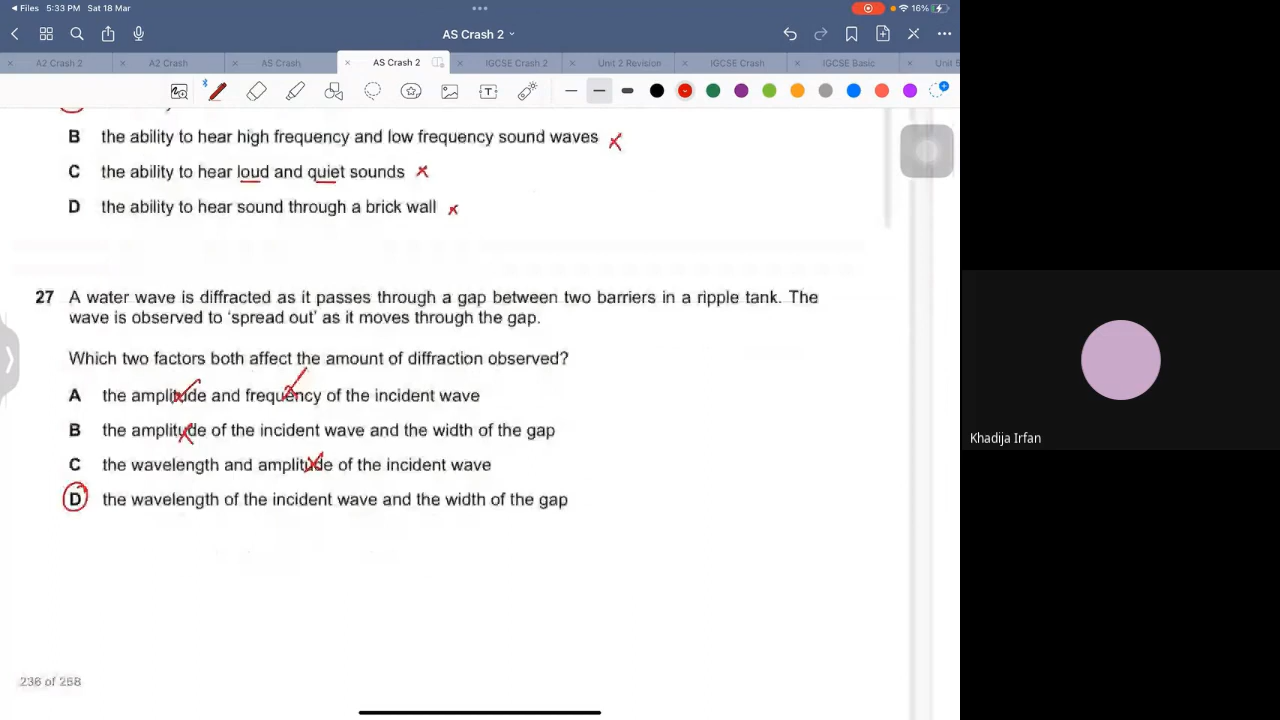 Files 5:33 PM Sat 18 Mar
16%
AS Crash 2
A2 Crash 2
A2 Crash
AS Crash
AS Crash 2
IGCSE Crash 2
Unit 2 Revision
IGCSE Crash
IGCSE Basic
Unit 5
B the ability to hear high frequency and low frequency sound waves
C the ability to hear loud and quiet sounds
D the ability to hear sound through a brick wall
27 A water wave is diffracted as it passes through a gap between two barriers in a ripple tank. The
wave is observed to ‘spread out’ as it moves through the gap.
Which two factors both affect the amount of diffraction observed?
A the amplitude and frequency of the incident wave
B the amplitude of the incident wave and the width of the gap
C the wavelength and amplitude of the incident wave
D the wavelength of the incident wave and the width of the gap
Khadija Irfan
236 of 258